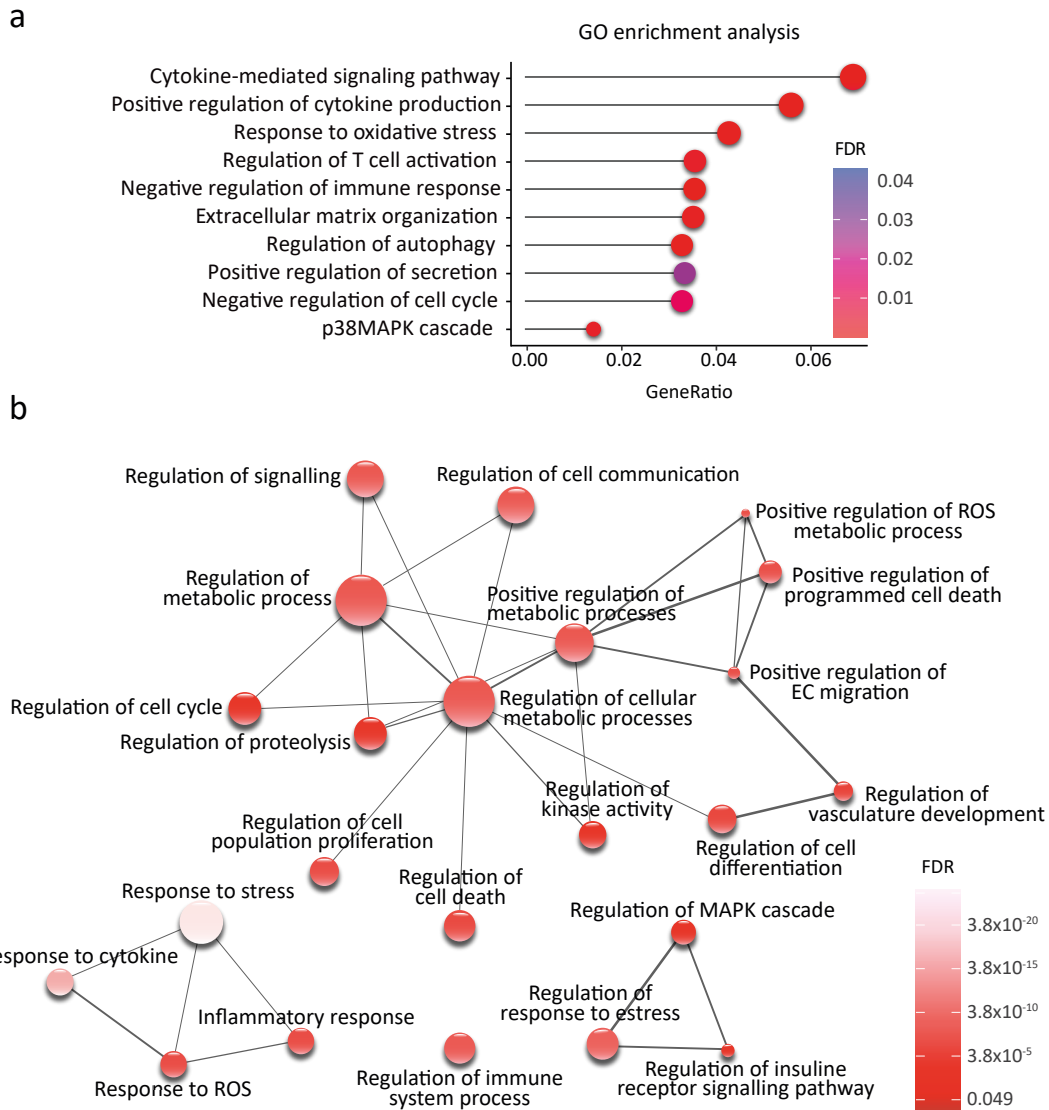 a
GO enrichment analysis
Cytokine-mediated signaling pathway
Positive regulation of cytokine production
Response to oxidative stress
Regulation of T cell activation
Negative regulation of immune response
Extracellular matrix organization
Regulation of autophagy
Positive regulation of secretion
Negative regulation of cell cycle
p38MAPK cascade
FDR
0.04
0.03
0.02
0.01
0.00
0.02
0.04
0.06
GeneRatio
b
Regulation of signalling
Regulation of cell communication
Positive regulation of ROS
metabolic process
Regulation of
metabolic process
Positive regulation of
metabolic processes
Positive regulation of
programmed cell death
Positive regulation of
EC migration
Regulation of cell cycle
Regulation of cellular
metabolic processes
Regulation of proteolysis
Regulation of
kinase activity
Regulation of
vasculature development
Regulation of cell
population proliferation
Regulation of cell
differentiation
Response to stress
Regulation of
cell death
Regulation of MAPK cascade
esponse to cytokine
Regulation of
response to estress
Inflammatory response
Response to ROS
Regulation of immune
system process
Regulation of insuline
receptor signalling pathway
FDR
3.8x10⁻²⁰
3.8x10⁻¹⁵
3.8x10⁻¹⁰
3.8x10⁻⁵
0.049